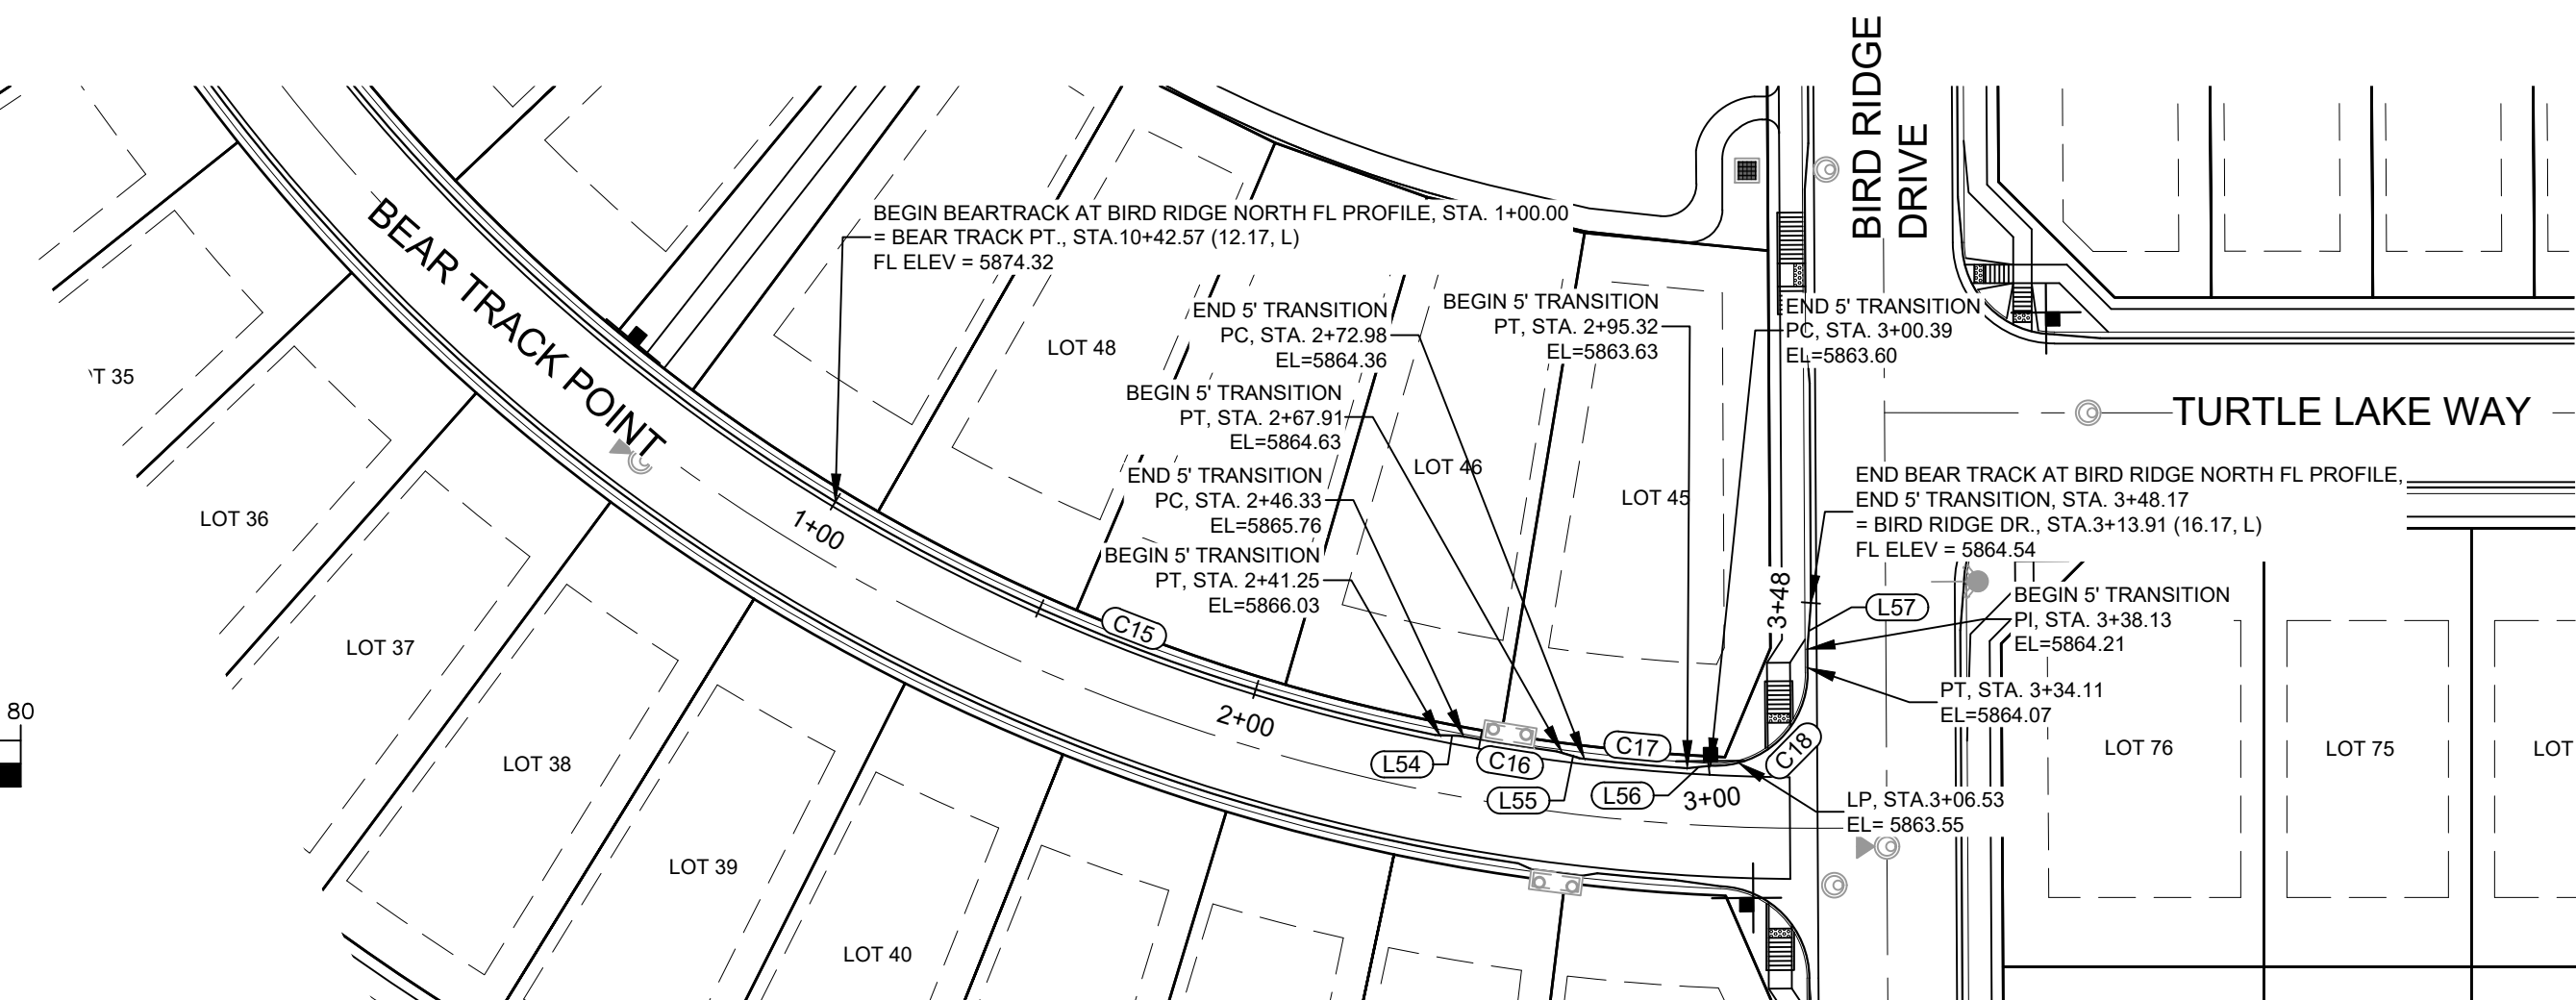 BIRD RIDGE
DRIVE
BEAR TRACK POINT
BEGIN BEARTRACK AT BIRD RIDGE NORTH FL PROFILE, STA. 1+00.00
= BEAR TRACK PT., STA.10+42.57 (12.17, L)
FL ELEV = 5874.32
END 5' TRANSITION
PC, STA. 2+72.98
EL=5864.36
BEGIN 5' TRANSITION
PT, STA. 2+95.32
EL=5863.63
END 5' TRANSITION
PC, STA. 3+00.39
EL=5863.60
BEGIN 5' TRANSITION
PT, STA. 2+67.91
EL=5864.63
END 5' TRANSITION
PC, STA. 2+46.33
EL=5865.76
BEGIN 5' TRANSITION
PT, STA. 2+41.25
EL=5866.03
TURTLE LAKE WAY
END BEAR TRACK AT BIRD RIDGE NORTH FL PROFILE,
END 5' TRANSITION, STA. 3+48.17
= BIRD RIDGE DR., STA.3+13.91 (16.17, L)
FL ELEV = 5864.54
BEGIN 5' TRANSITION
PI, STA. 3+38.13
EL=5864.21
PT, STA. 3+34.11
EL=5864.07
LP, STA.3+06.53
EL= 5863.55
LOT 48
LOT 46
LOT 45
T 35
LOT 36
LOT 37
LOT 38
LOT 39
LOT 40
LOT 76
LOT 75
LOT
1+00
2+00
3+00
3+48
C15
C16
C17
C18
L54
L55
L56
L57
80